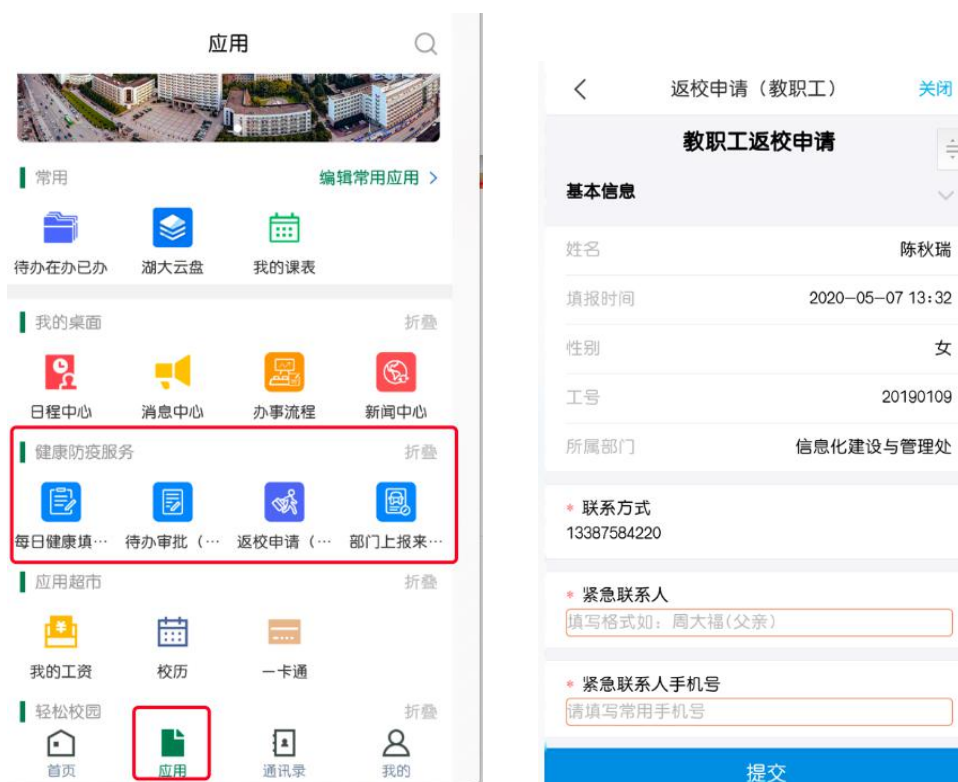 应用
常用
编辑常用应用 >
待办在办已办
湖大云盘
我的课表
我的桌面
折叠
日程中心
消息中心
办事流程
新闻中心
健康防疫服务
折叠
每日健康填…
待办审批（…
返校申请（…
部门上报来…
应用超市
折叠
我的工资
校历
一卡通
轻松校园
折叠
首页
应用
通讯录
我的
返校申请（教职工）
关闭
教职工返校申请
基本信息
姓名
陈秋瑞
填报时间
2020-05-07 13:32
性别
女
工号
20190109
所属部门
信息化建设与管理处
* 联系方式
13387584220
* 紧急联系人
填写格式如：周大福(父亲)
* 紧急联系人手机号
请填写常用手机号
提交